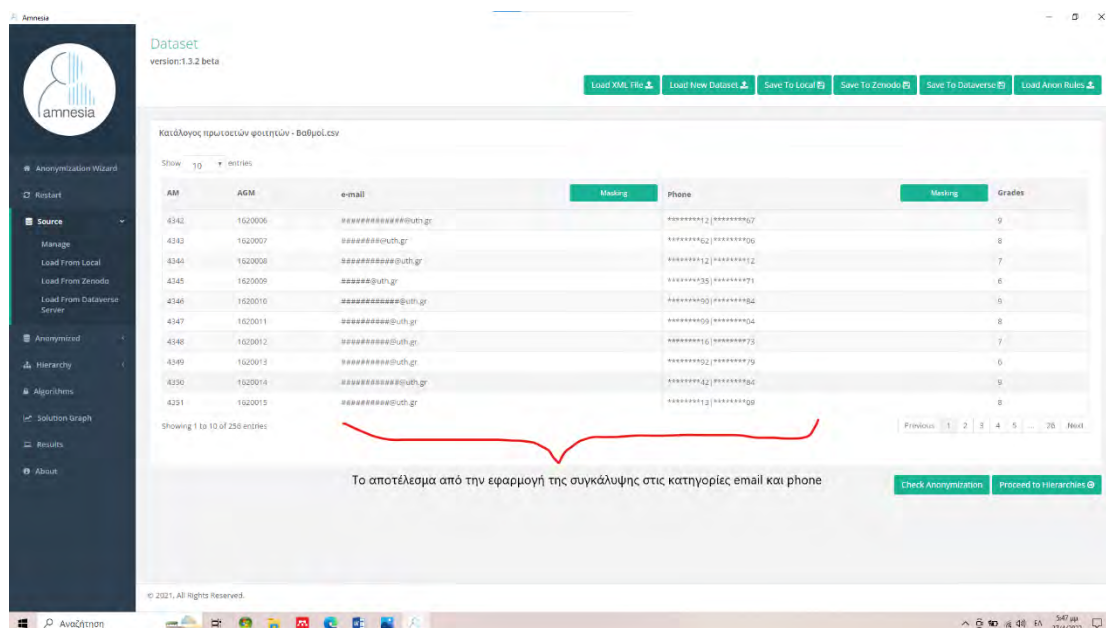 Amnesia
amnesia
Dataset
version:1.3.2 beta
Load XML File
Load New Dataset
Save To Local
Save To Zenodo
Save To Dataverse
Load Anon Rules
Anonymization Wizard
Restart
Source
Manage
Load From Local
Load From Zenodo
Load From Dataverse
Server
Anonymized
Hierarchy
Algorithms
Solution Graph
Results
About
Κατάλογος πρωτοετών φοιτητών - Βαθμοί.csv
Show 10 entries
AM AGM e-mail Masking Phone Masking Grades
4342 1620006 #############@uth.gr ********12|********67 9
4343 1620007 ########@uth.gr ********62|********06 8
4344 1620008 ###########@uth.gr ********12|********12 7
4345 1620009 ######@uth.gr ********35|********71 6
4346 1620010 ############@uth.gr ********90|********84 9
4347 1620011 ##########@uth.gr ********99|********04 8
4348 1620012 ##########@uth.gr ********16|********73 7
4349 1620013 ##########@uth.gr ********92|********79 6
4350 1620014 ############@uth.gr ********42|********84 9
4351 1620015 ##########@uth.gr ********13|********09 8
Showing 1 to 10 of 256 entries
Previous 1 2 3 4 5 ... 26 Next
Το αποτέλεσμα από την εφαρμογή της συγκάλυψης στις κατηγορίες email και phone
Check Anonymization
Proceed to Hierarchies
© 2021, All Rights Reserved.
Αναζήτηση
ΕΛ
5:47 μμ